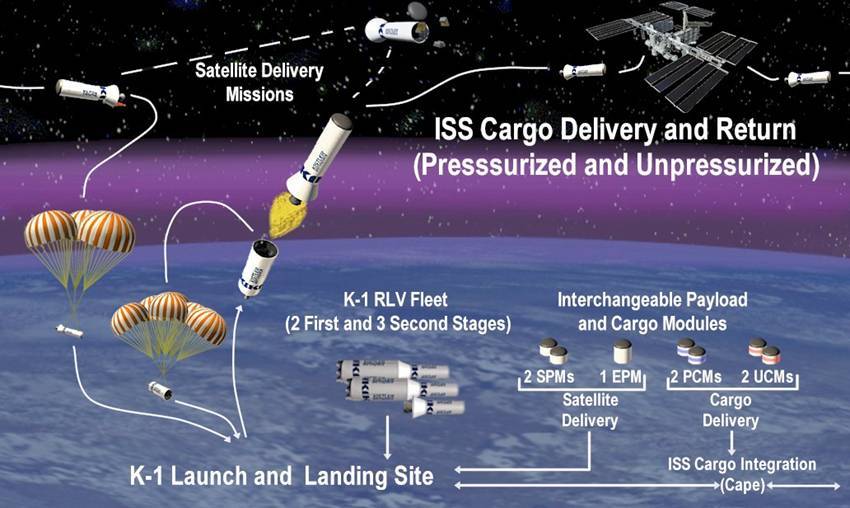 Satellite Delivery
Missions
ISS Cargo Delivery and Return
(Presssurized and Unpressurized)
K-1 RLV Fleet
(2 First and 3 Second Stages)
Interchangeable Payload
and Cargo Modules
2 SPMs
1 EPM
2 PCMs
2 UCMs
Satellite
Delivery
Cargo
Delivery
K-1 Launch and Landing Site
ISS Cargo Integration
(Cape)